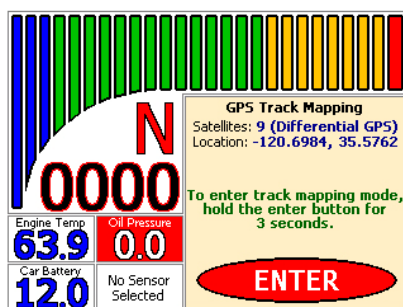 N
0000
Engine Temp
63.9
Oil Pressure
0.0
Car Battery
12.0
No Sensor
Selected
GPS Track Mapping
Satellites: 9 (Differential GPS)
Location: -120.6984, 35.5762
To enter track mapping mode,
hold the enter button for
3 seconds.
ENTER